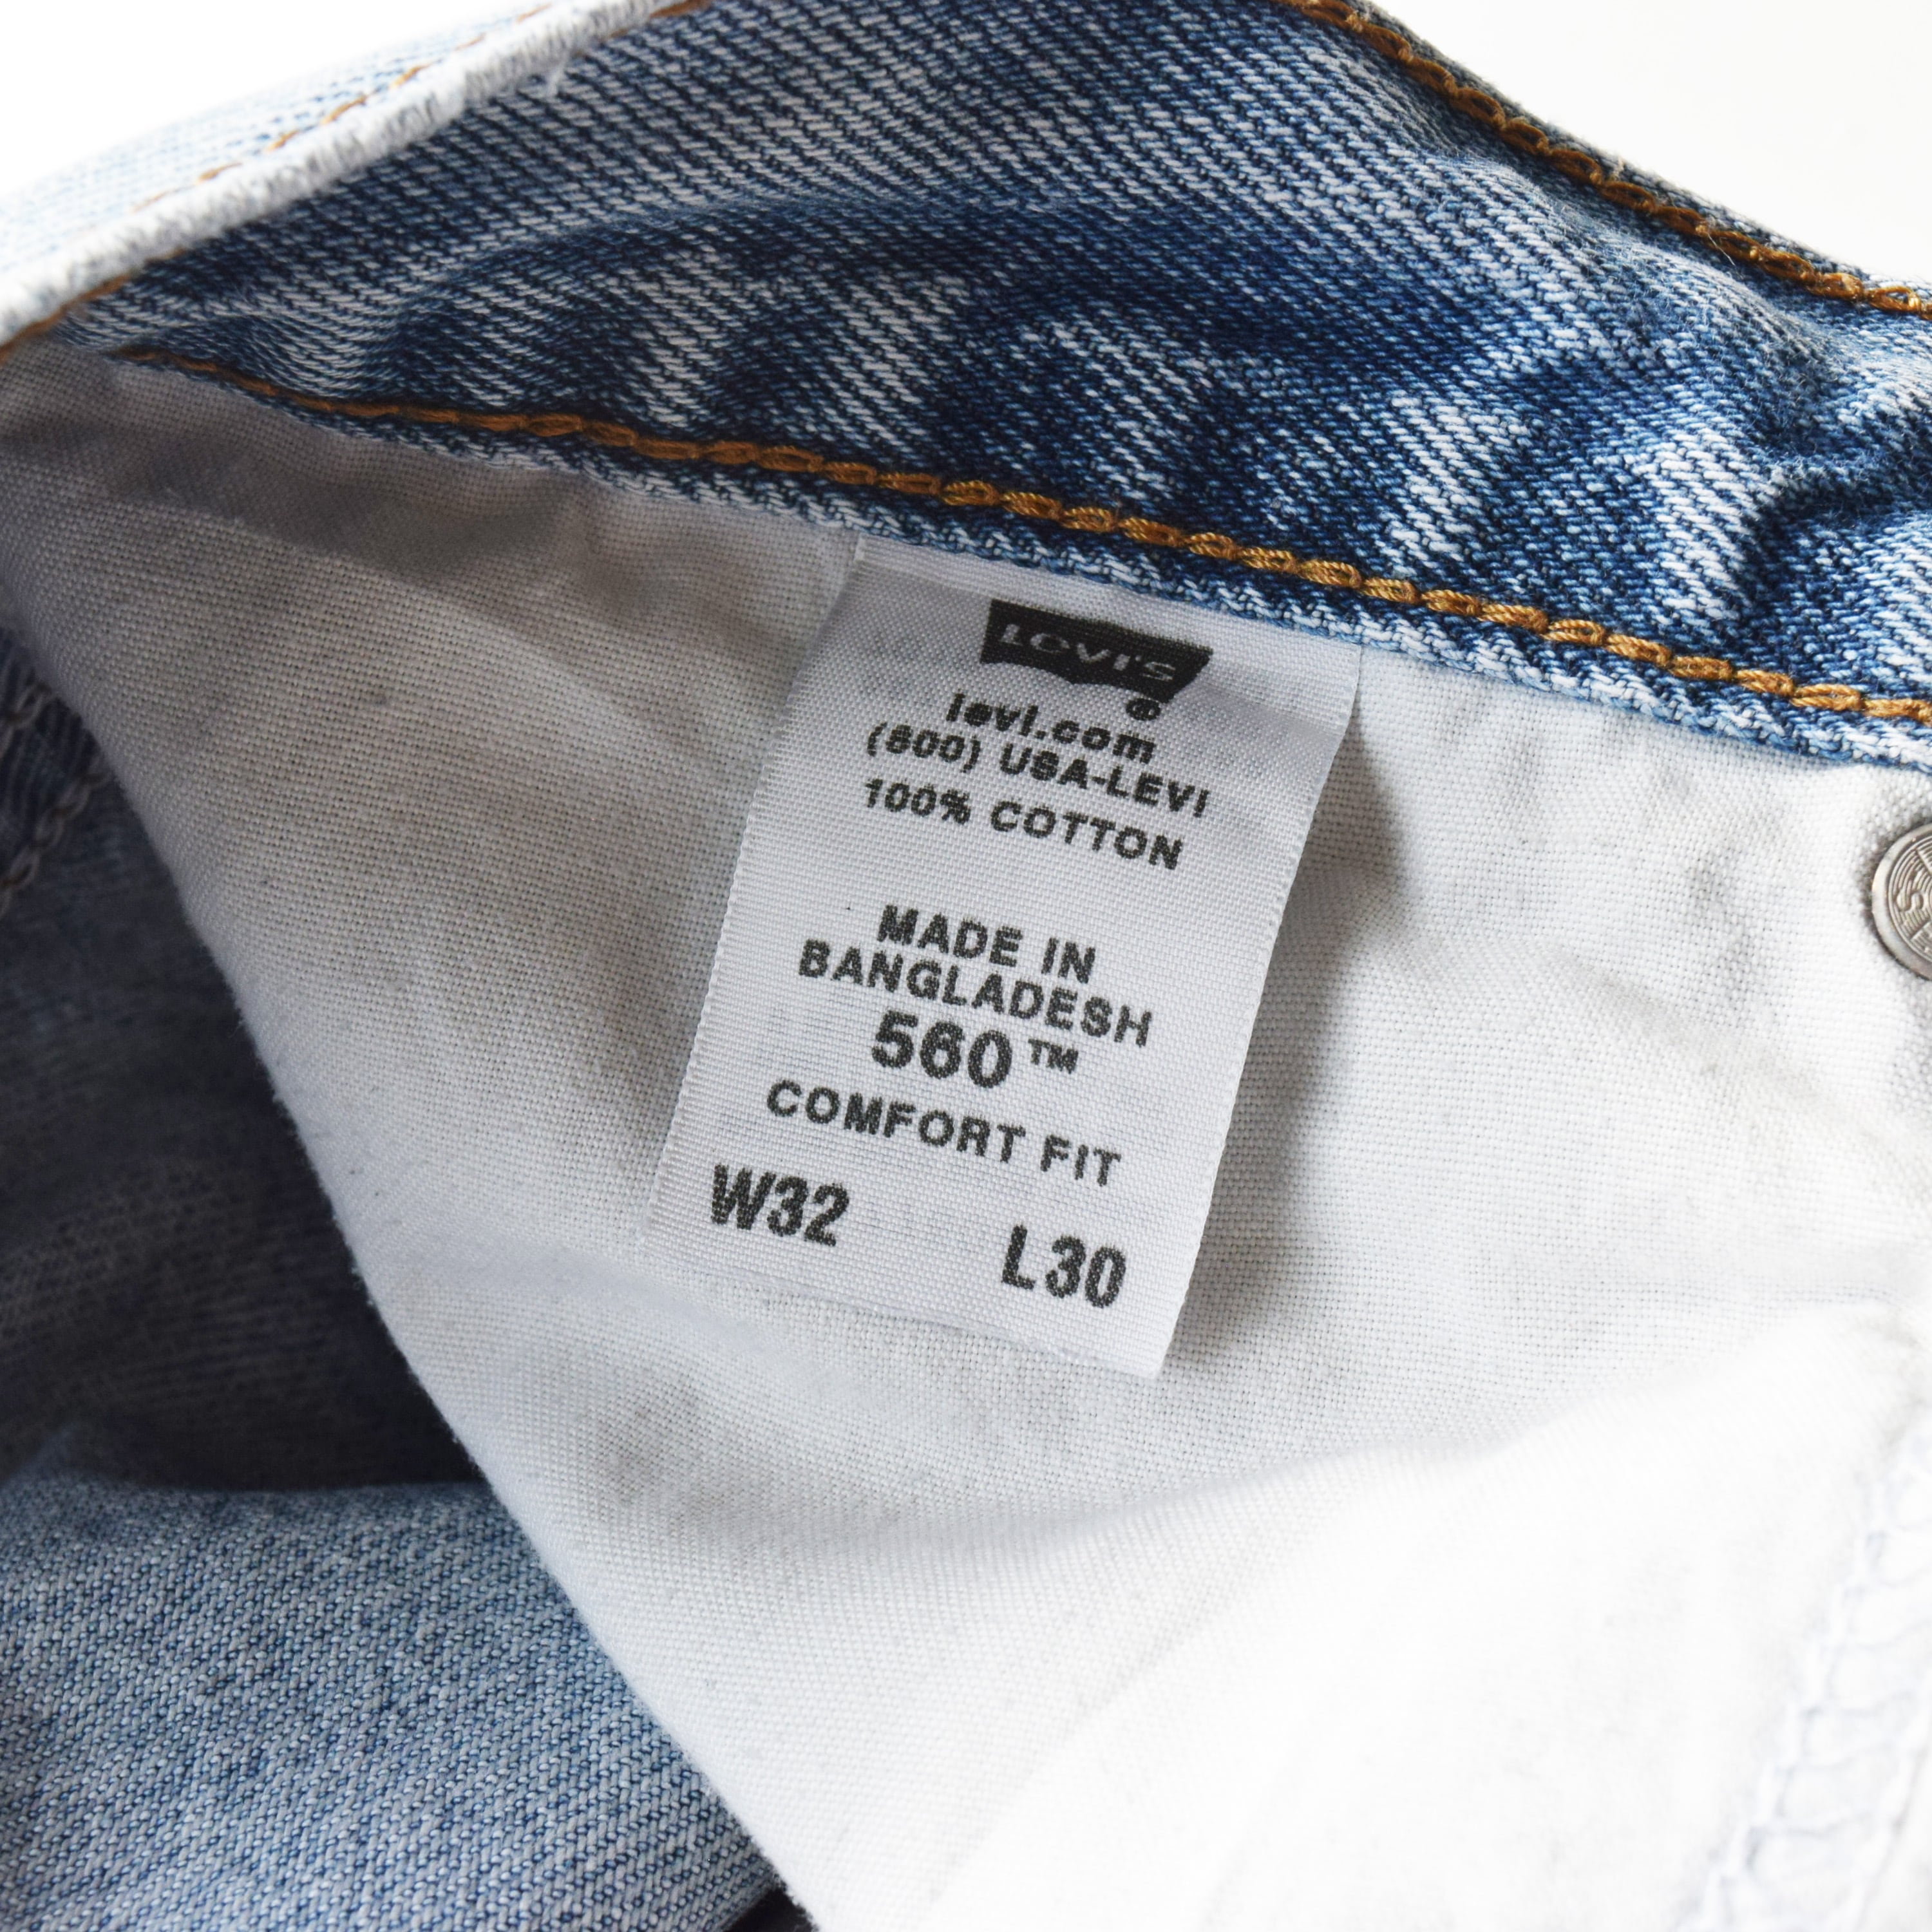 LEVI'S
®
levi.com
(800) USA-LEVI
100% COTTON
MADE IN
BANGLADESH
560™
COMFORT FIT
W32 L30